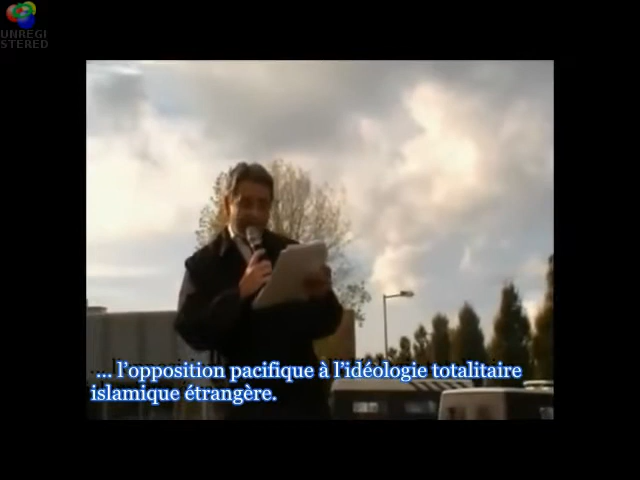 UNREGI
STERED
... l’opposition pacifique à l’idéologie totalitaire
islamique étrangère.